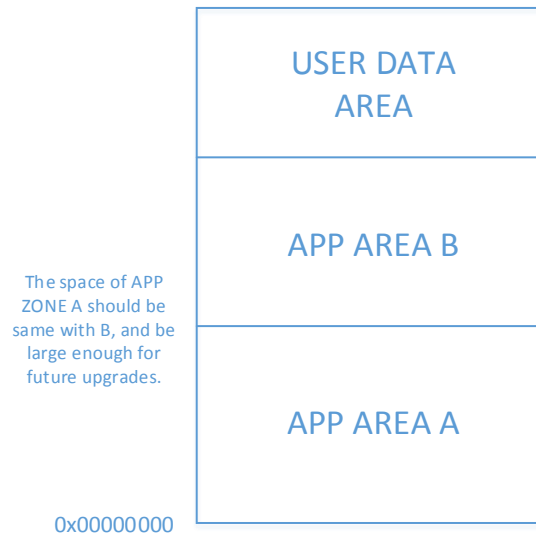 USER DATA
AREA
APP AREA B
The space of APP
ZONE A should be
same with B, and be
large enough for
future upgrades.
APP AREA A
0x00000000